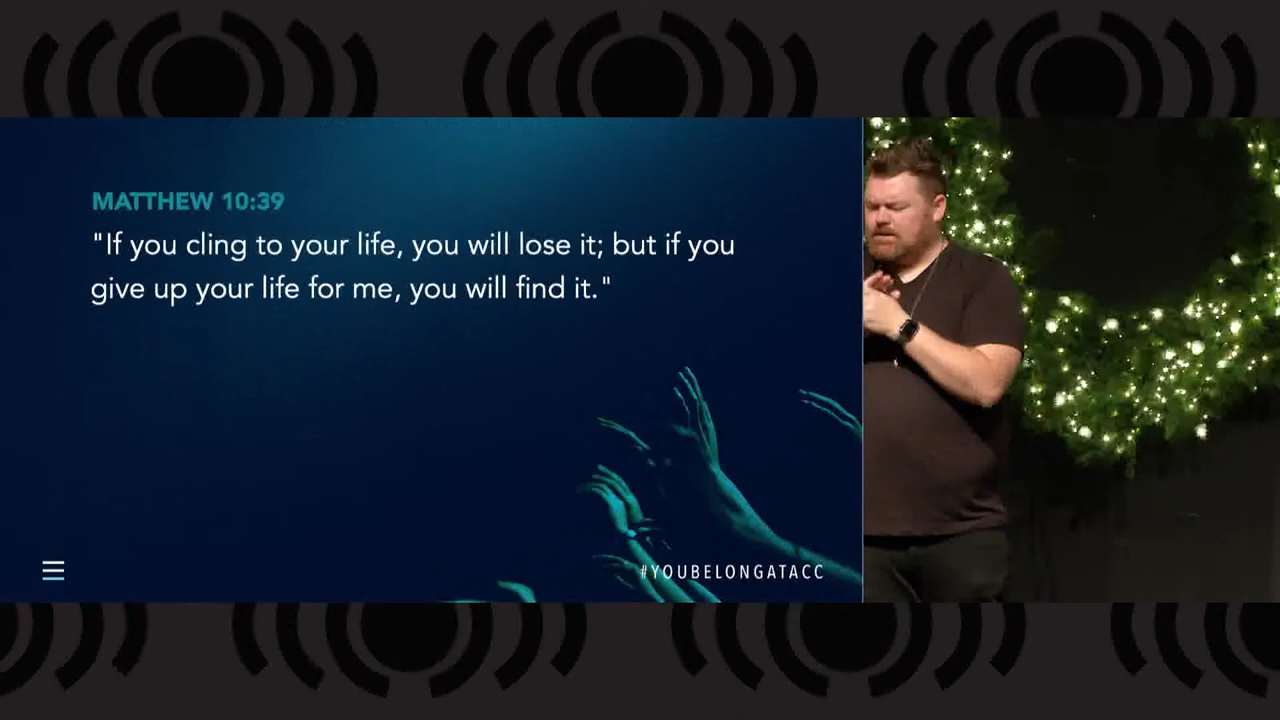 MATTHEW 10:39
"If you cling to your life, you will lose it; but if you
give up your life for me, you will find it."
#YOUBELONGATACC